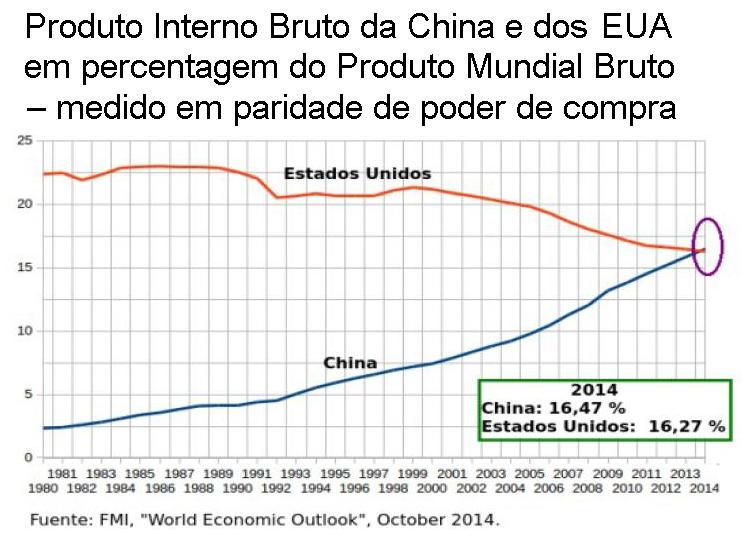 Produto Interno Bruto da China e dos EUA
em percentagem do Produto Mundial Bruto
– medido em paridade de poder de compra
25
Estados Unidos
20
15
10
China
5
2014
China: 16,47 %
Estados Unidos: 16,27 %
0
1981 1983 1985 1987 1989 1991 1993 1995 1997 1999 2001 2003 2005 2007 2009 2011 2013
1980 1982 1984 1986 1988 1990 1992 1994 1996 1998 2000 2002 2004 2006 2008 2010 2012 2014
Fuente: FMI, "World Economic Outlook", October 2014.